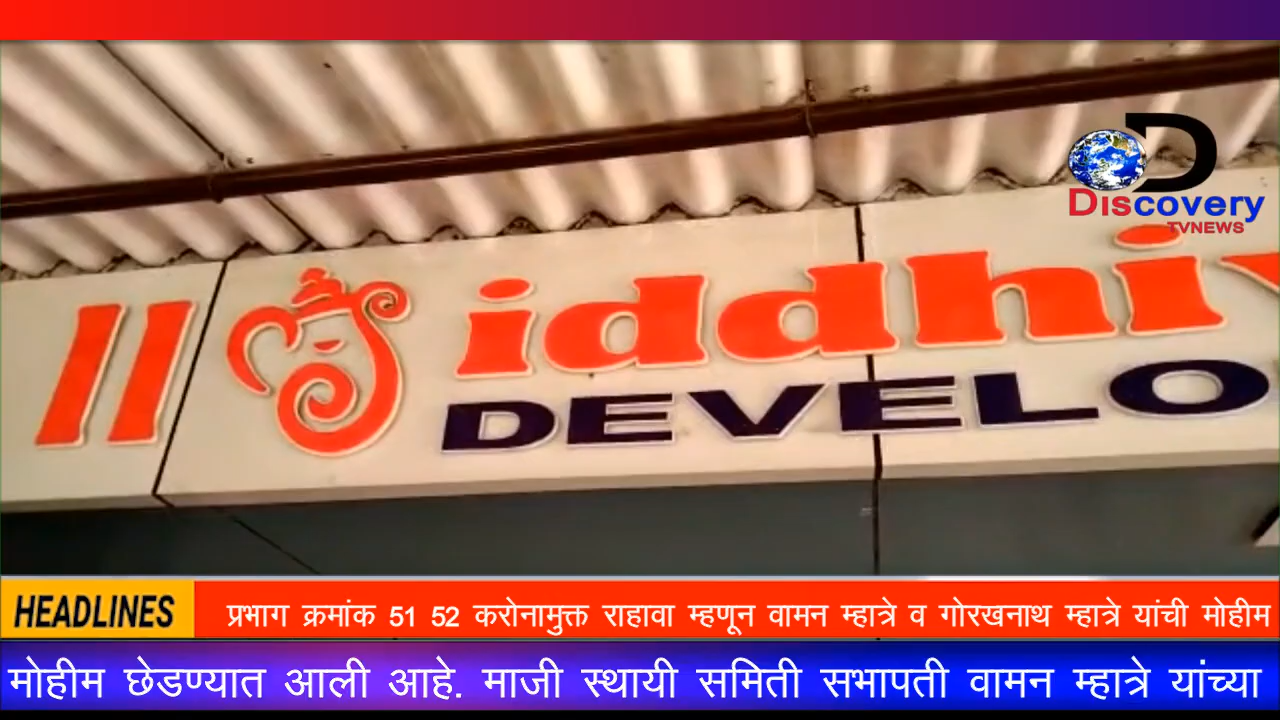 Discovery
TVNEWS
|| iddhi
DEVELO
HEADLINES
प्रभाग क्रमांक 51 52 करोनामुक्त राहावा म्हणून वामन म्हात्रे व गोरखनाथ म्हात्रे यांची मोहीम
मोहीम छेडण्यात आली आहे. माजी स्थायी समिती सभापती वामन म्हात्रे यांच्या